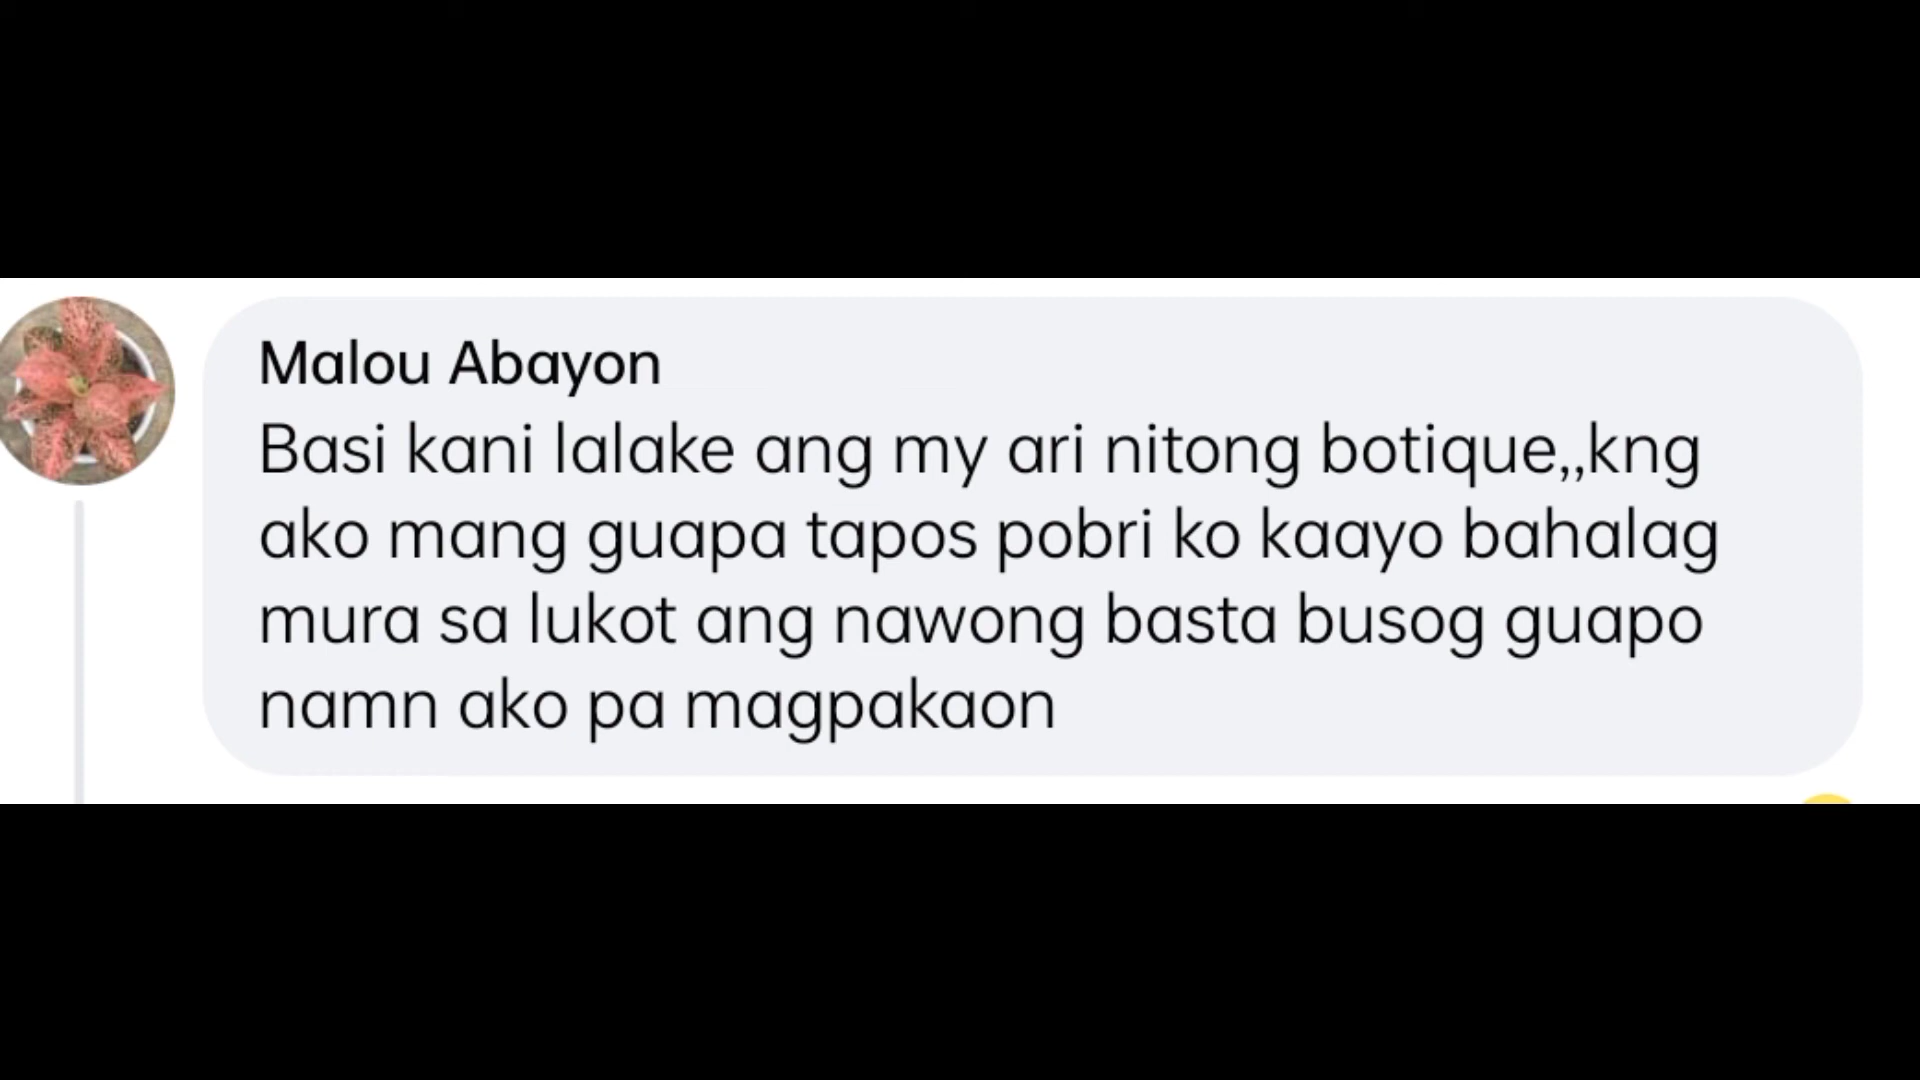 Malou Abayon
Basi kani lalake ang my ari nitong botique,,kng
ako mang guapa tapos pobri ko kaayo bahalag
mura sa lukot ang nawong basta busog guapo
namn ako pa magpakaon